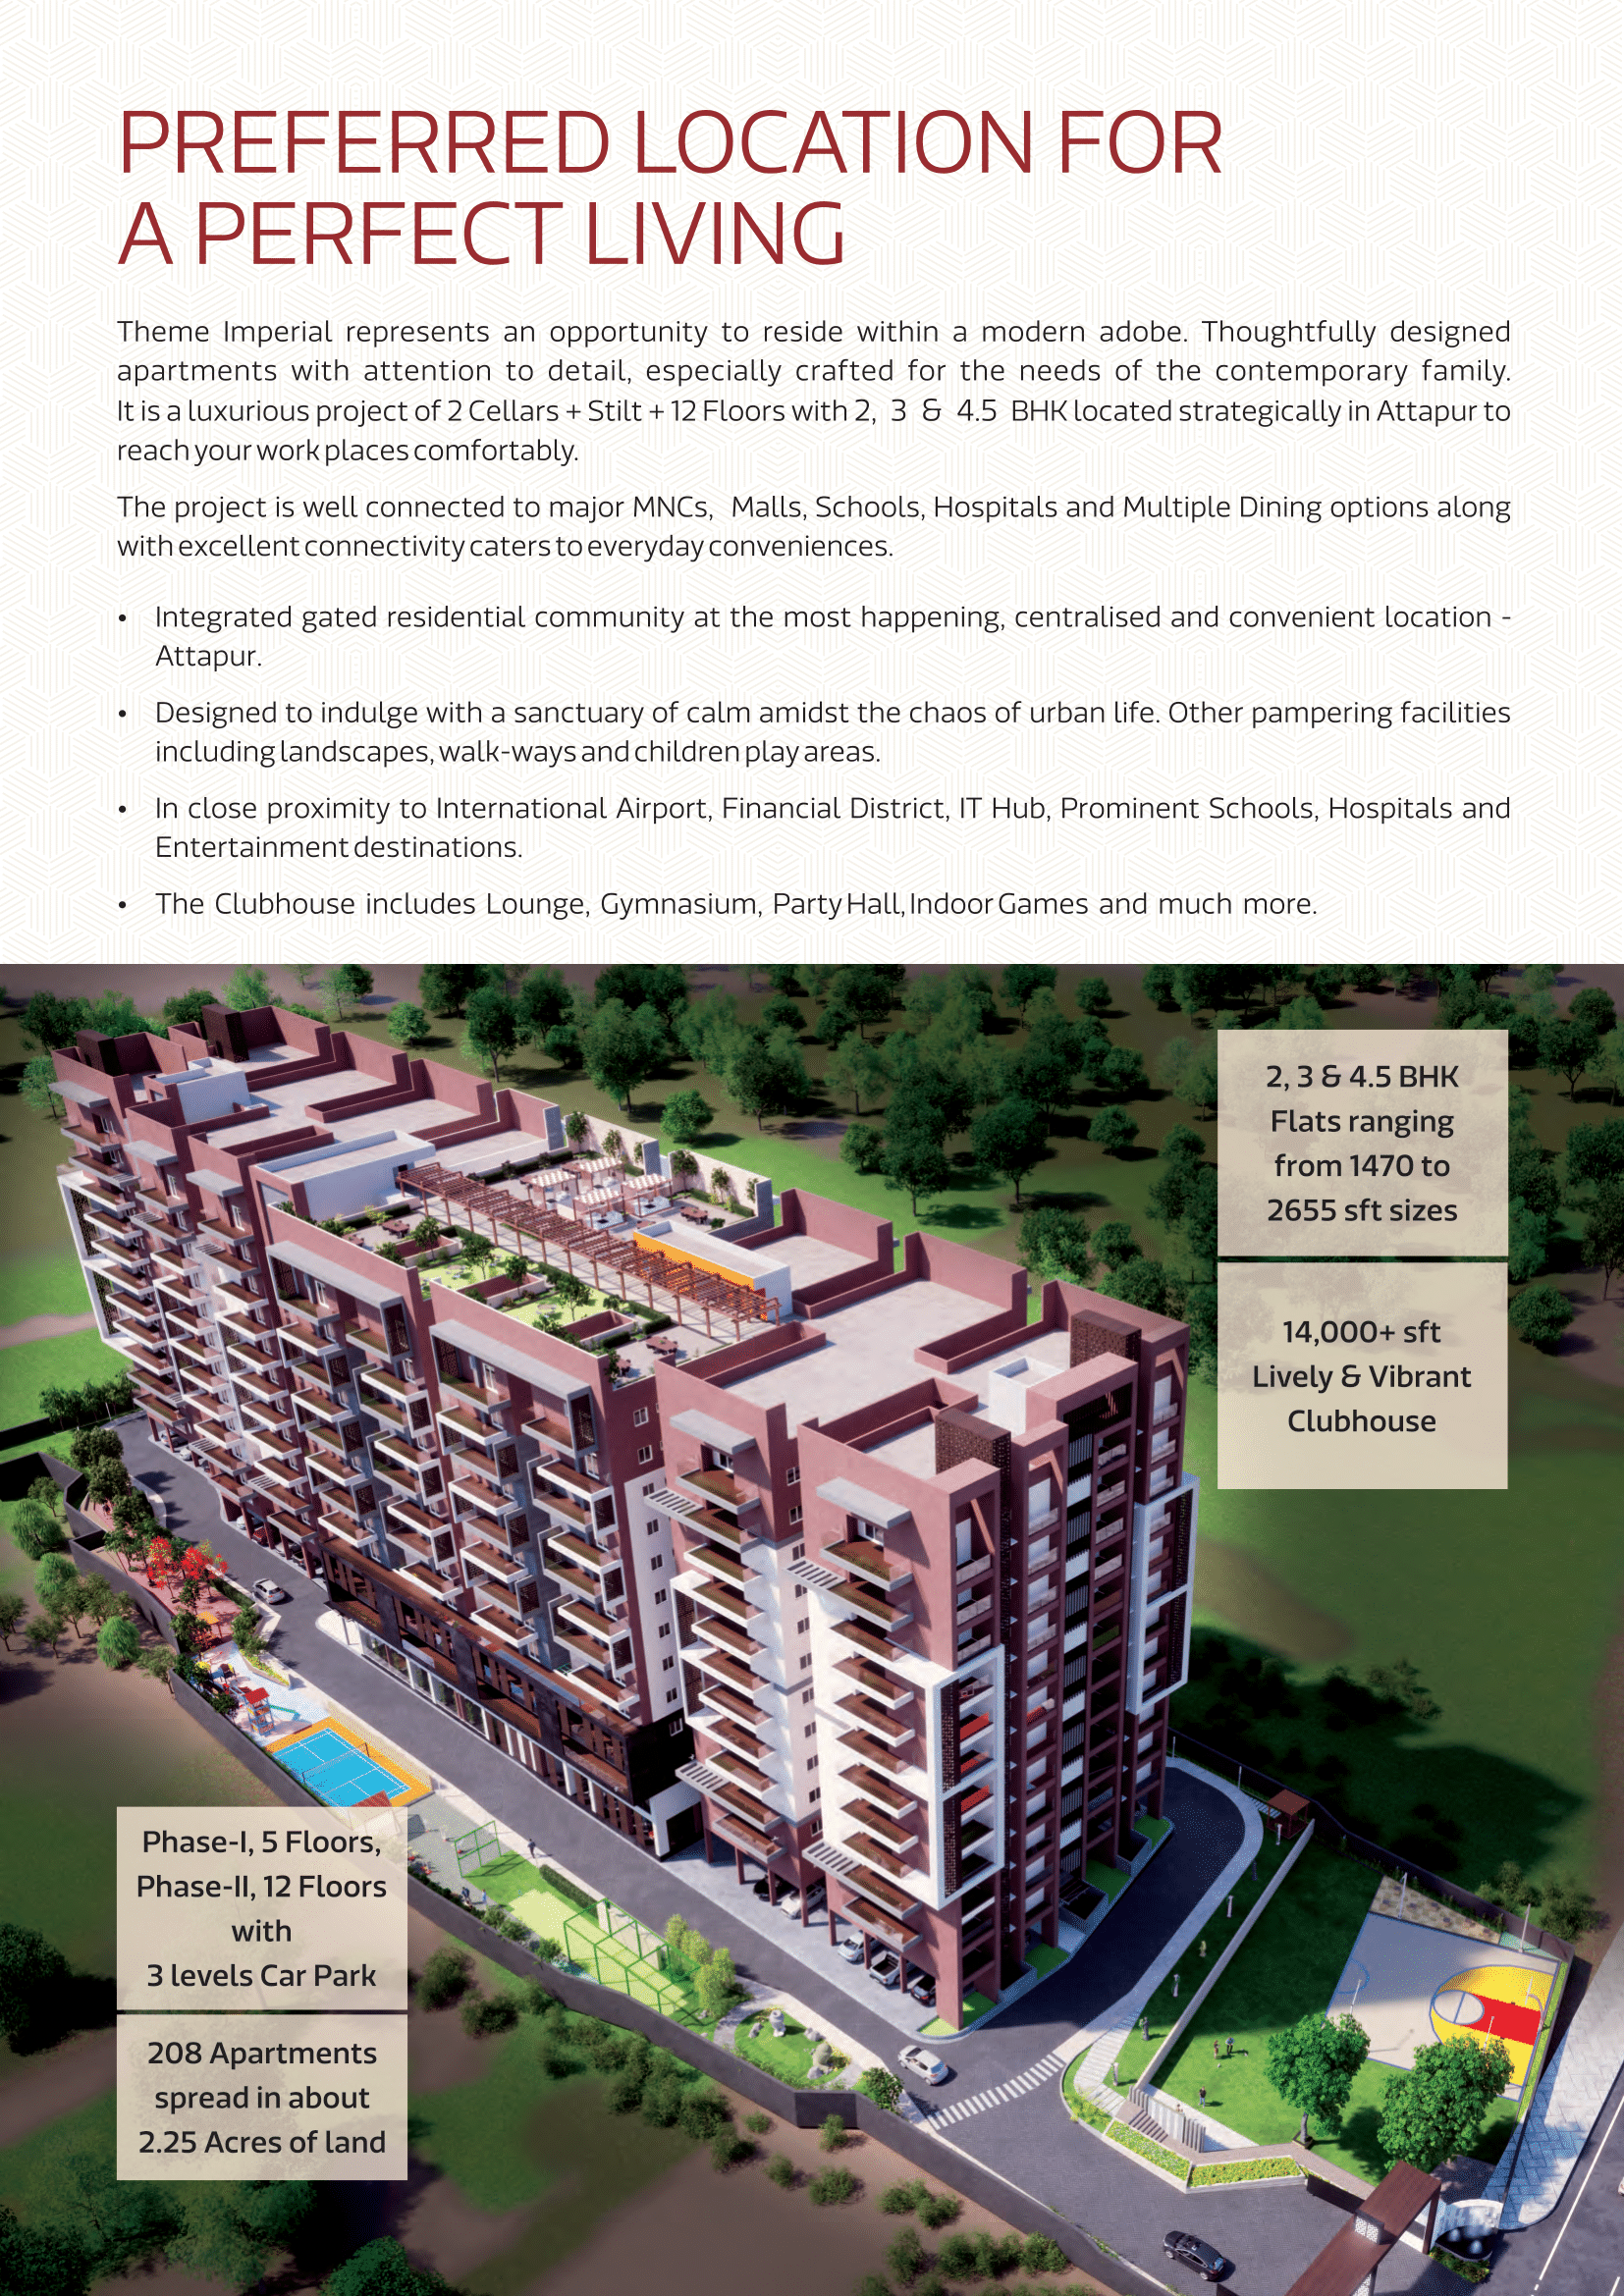 PREFERRED LOCATION FOR
A PERFECT LIVING
Theme Imperial represents an opportunity to reside within a modern adobe. Thoughtfully designed
apartments with attention to detail, especially crafted for the needs of the contemporary family.
It is a luxurious project of 2 Cellars + Stilt + 12 Floors with 2, 3 & 4.5 BHK located strategically in Attapur to
reach your work places comfortably.
The project is well connected to major MNCs, Malls, Schools, Hospitals and Multiple Dining options along
with excellent connectivity caters to everyday conveniences.
• Integrated gated residential community at the most happening, centralised and convenient location -
Attapur.
• Designed to indulge with a sanctuary of calm amidst the chaos of urban life. Other pampering facilities
including landscapes, walk-ways and children play areas.
• In close proximity to International Airport, Financial District, IT Hub, Prominent Schools, Hospitals and
Entertainment destinations.
• The Clubhouse includes Lounge, Gymnasium, Party Hall, Indoor Games and much more.
2, 3 & 4.5 BHK
Flats ranging
from 1470 to
2655 sft sizes
14,000+ sft
Lively & Vibrant
Clubhouse
Phase-I, 5 Floors,
Phase-II, 12 Floors
with
3 levels Car Park
208 Apartments
spread in about
2.25 Acres of land